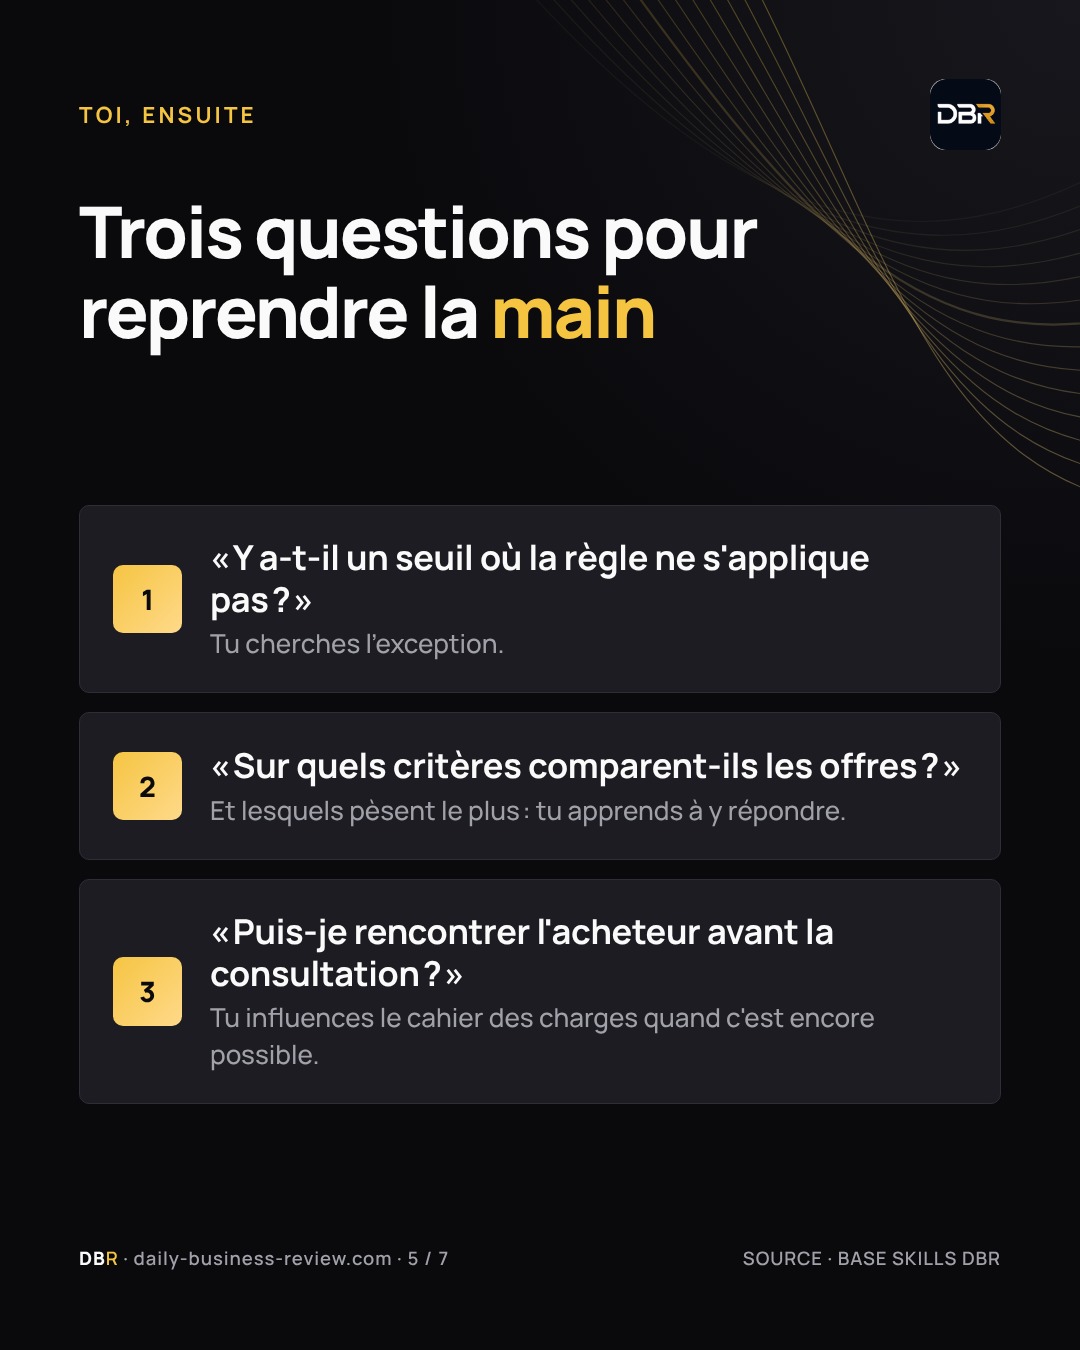 TOI, ENSUITE
DBR
Trois questions pour
reprendre la main
1
«Y a-t-il un seuil où la règle ne s'applique
pas ?»
Tu cherches l’exception.
2
«Sur quels critères comparent-ils les offres ?»
Et lesquels pèsent le plus : tu apprends à y répondre.
3
«Puis-je rencontrer l'acheteur avant la
consultation ?»
Tu influences le cahier des charges quand c'est encore
possible.
DBR · daily-business-review.com · 5 / 7
SOURCE · BASE SKILLS DBR